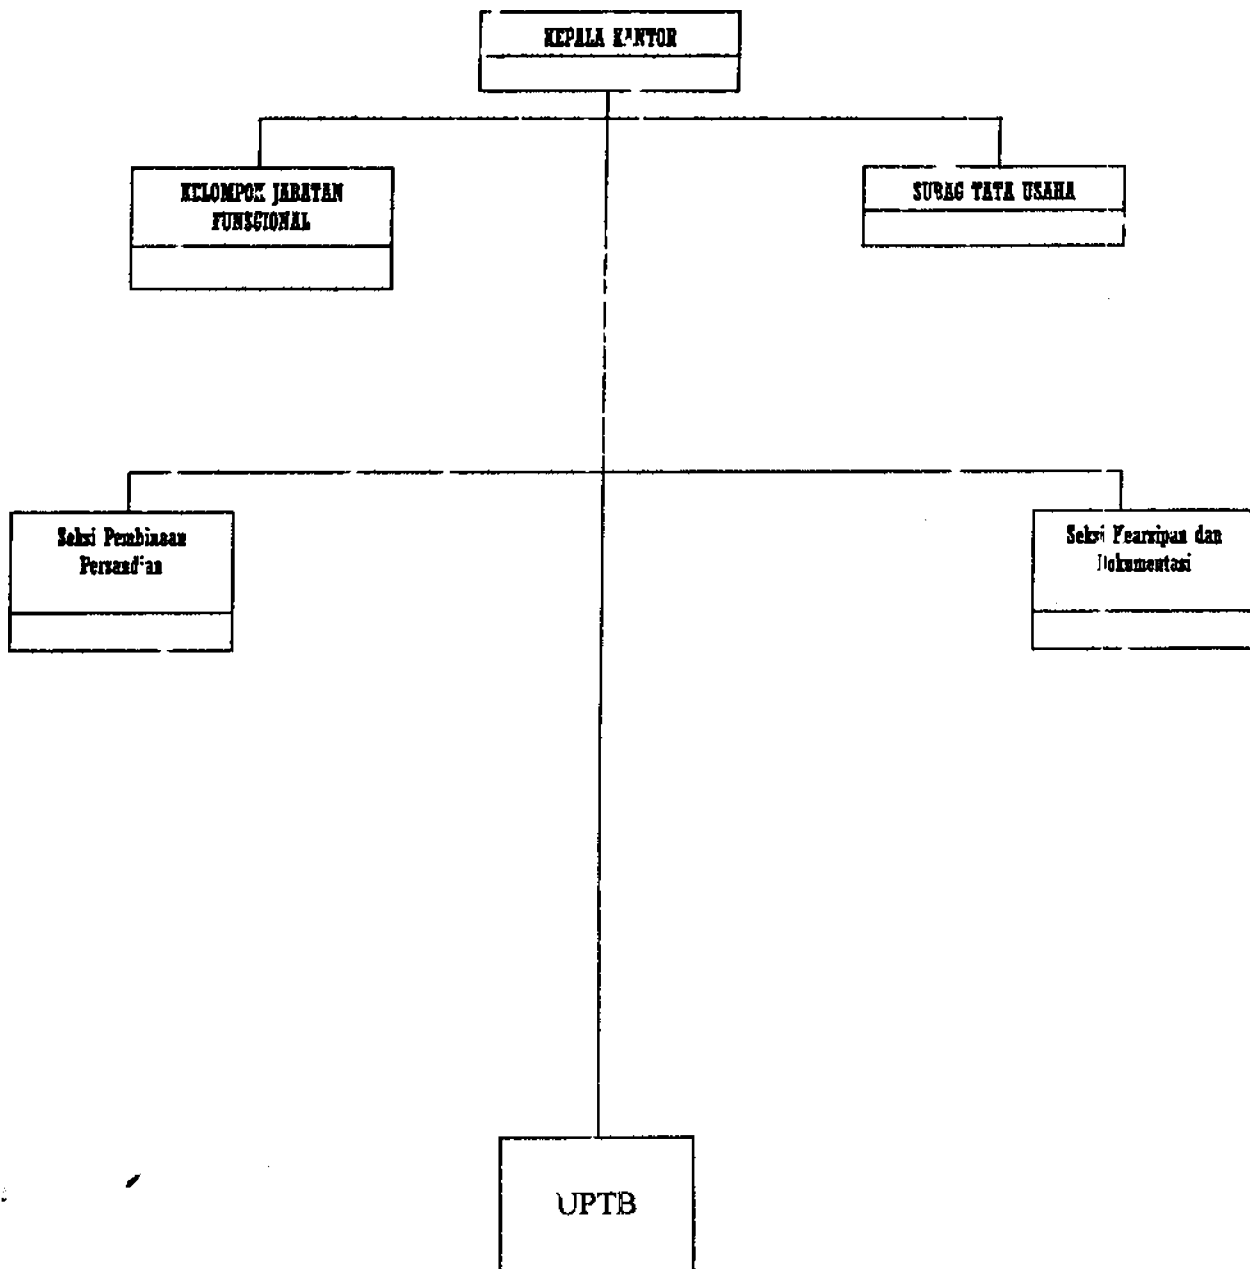 KEPALA KANTOR
KELOMPOK JABATAN
FUNGSIONAL
SUBAG TATA USAHA
Seksi Pembinaan
Persandian
Seksi Kearsipan dan
Dokumentasi
UPTB